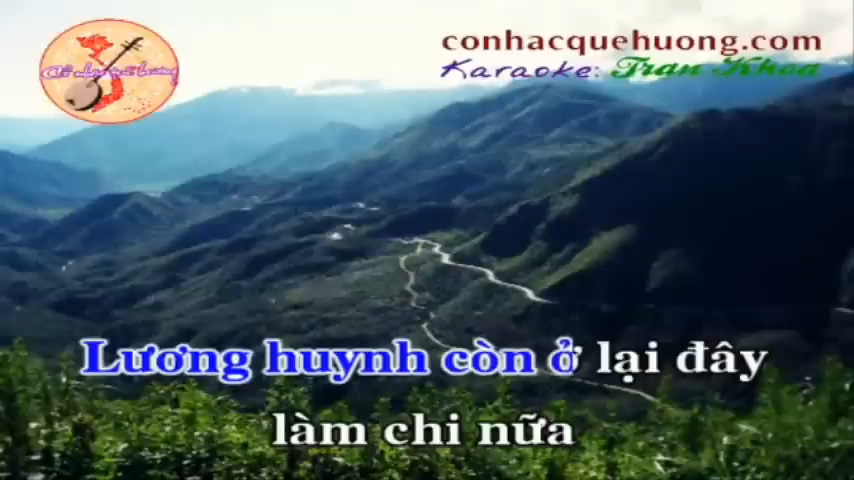 conhacquehuong.com
Karaoke: Tran Khoa
Lương huynh còn ở lại đây
làm chi nữa